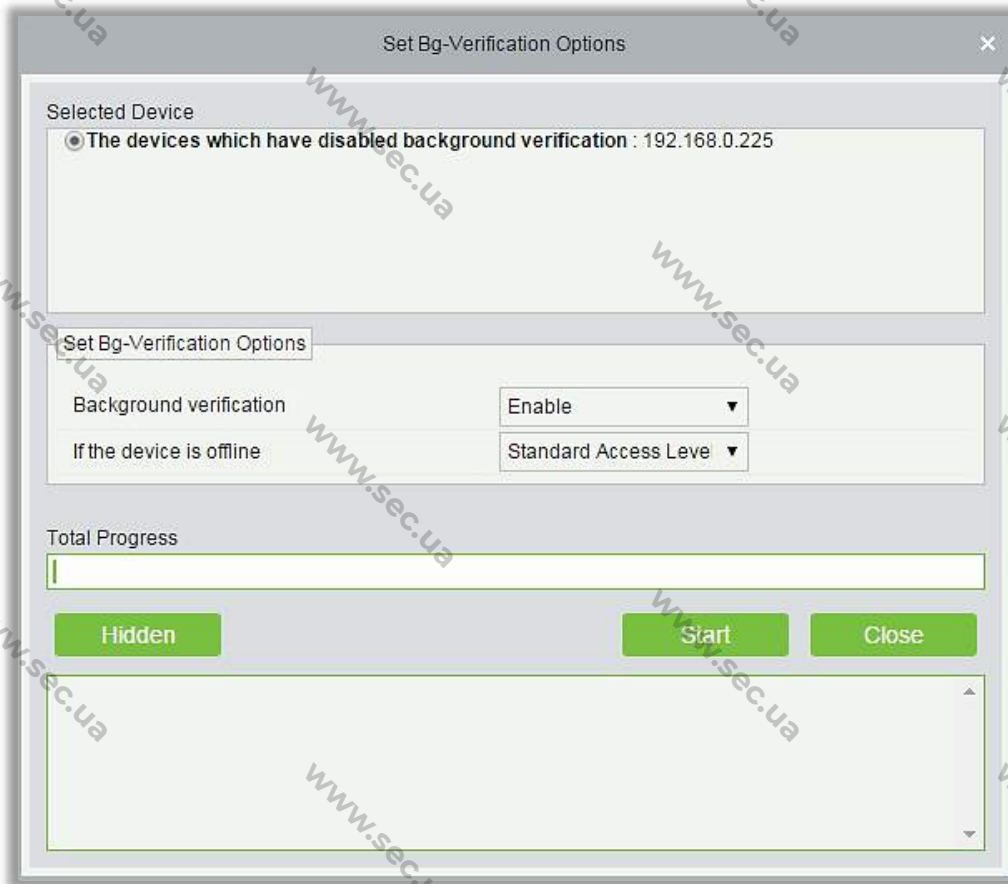 Set Bg-Verification Options
×
Selected Device
The devices which have disabled background verification : 192.168.0.225
Set Bg-Verification Options
Background verification
Enable
If the device is offline
Standard Access Leve
Total Progress
Hidden
Start
Close
www.sec.ua